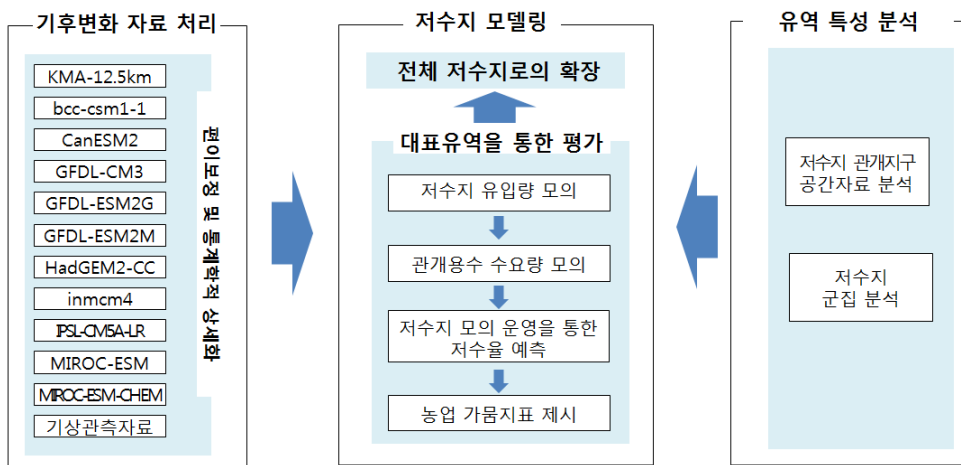 기후변화 자료 처리
KMA-12.5km
bcc-csm1-1
CanESM2
GFDL-CM3
GFDL-ESM2G
GFDL-ESM2M
HadGEM2-CC
inmcm4
IPSL-CM5A-LR
MIROC-ESM
MIROC-ESM-CHEM
기상관측자료
편이보정 및 통계학적 상세화
저수지 모델링
전체 저수지로의 확장
대표유역을 통한 평가
저수지 유입량 모의
관개용수 수요량 모의
저수지 모의 운영을 통한
저수율 예측
농업 가뭄지표 제시
유역 특성 분석
저수지 관개지구
공간자료 분석
저수지
군집 분석